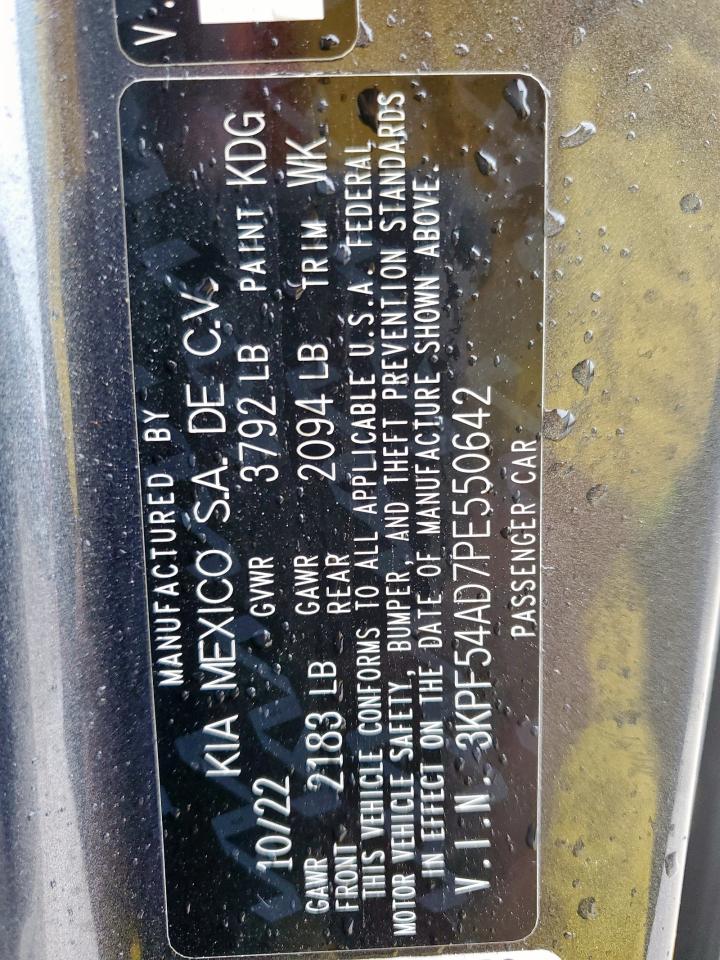 V.
MANUFACTURED BY
KIA MEXICO S.A. DE C.V.
10/22 GVWR 3792 LB PAINT KDG
GAWR FRONT 2183 LB GAWR REAR 2094 LB TRIM WK
THIS VEHICLE CONFORMS TO ALL APPLICABLE U.S.A. FEDERAL
MOTOR VEHICLE SAFETY, BUMPER, AND THEFT PREVENTION STANDARDS
IN EFFECT ON THE DATE OF MANUFACTURE SHOWN ABOVE.
V.I.N. 3KPF54AD7PE550642
PASSENGER CAR